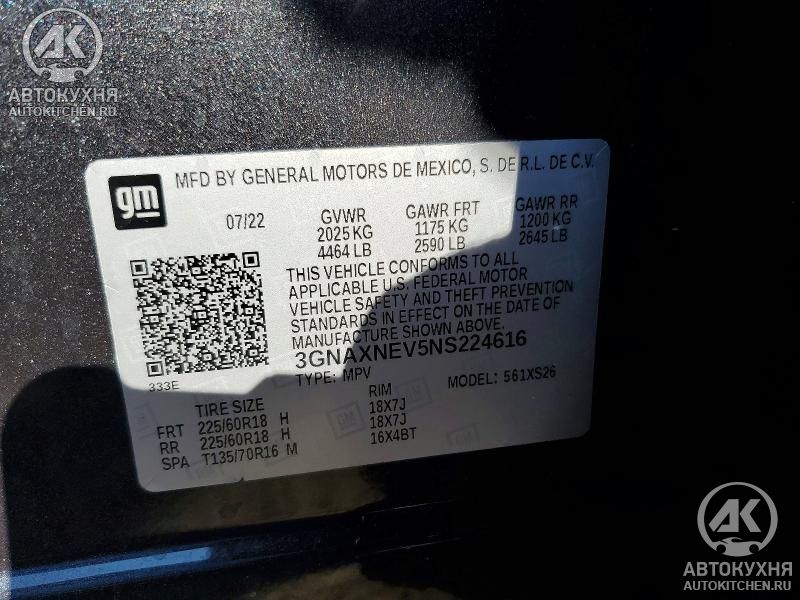 АК
АВТОКУХНЯ
AUTOKITCHEN.RU
gm
MFD BY GENERAL MOTORS DE MEXICO, S. DE R.L. DE C.V.
07/22 GVWR GAWR FRT GAWR RR
2025 KG 1175 KG 1200 KG
4464 LB 2590 LB 2645 LB
THIS VEHICLE CONFORMS TO ALL
APPLICABLE U.S. FEDERAL MOTOR
VEHICLE SAFETY AND THEFT PREVENTION
STANDARDS IN EFFECT ON THE DATE OF
MANUFACTURE SHOWN ABOVE.
3GNAXNEV5NS224616
333E TYPE: MPV MODEL: 561XS26
TIRE SIZE RIM
FRT 225/60R18 H 18X7J
RR 225/60R18 H 18X7J
SPA T135/70R16 M 16X4BT
GM
АК
АВТОКУХНЯ
AUTOKITCHEN.RU